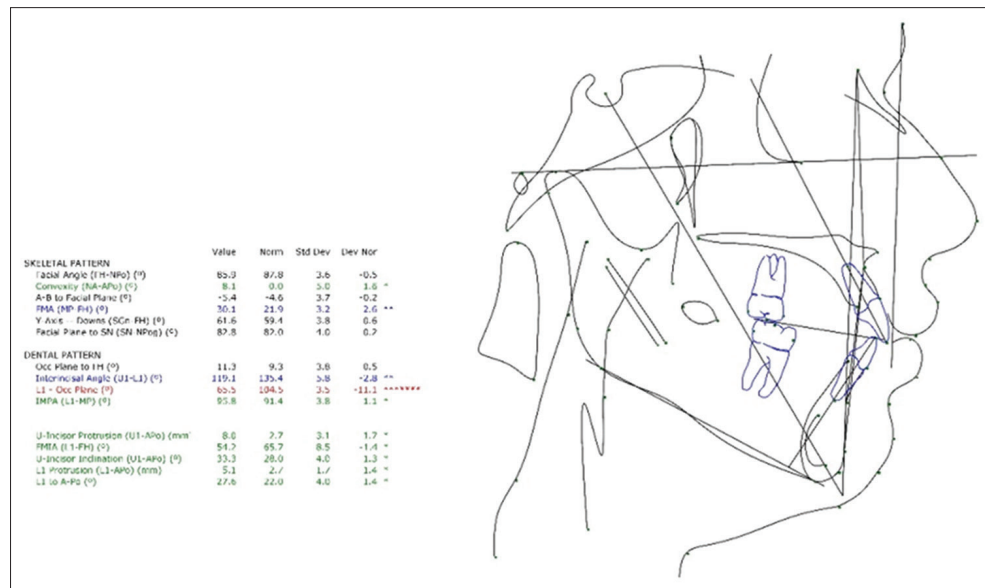 Value Norm Std Dev Dev Nor
SKELETAL PATTERN
Facial Angle (FH-NPo) (º) 85.9 87.8 3.6 -0.5
Convexity (NA-APo) (º) 8.1 0.0 5.0 1.6 *
A-B to Facial Plane (º) -5.4 -4.6 3.7 -0.2
FMA (MP-FH) (º) 30.1 21.9 3.2 2.6 **
Y Axis -- Downs (SGn-FH) (º) 61.6 59.4 3.8 0.6
Facial Plane to SN (SN-NPog) (º) 82.8 82.0 4.0 0.2
DENTAL PATTERN
Occ Plane to FH (º) 11.3 9.3 3.8 0.5
Interincisal Angle (U1-L1) (º) 119.1 135.4 5.8 -2.8 **
L1 - Occ Plane (º) 65.5 104.5 3.5 -11.1 *******
IMPA (L1-MP) (º) 95.8 91.4 3.8 1.1 *
U-Incisor Protrusion (U1-APo) (mm 8.0 2.7 3.1 1.7 *
FMIA (L1-FH) (º) 54.2 65.7 8.5 -1.4 *
U-Incisor Inclination (U1-APo) (º) 33.3 28.0 4.0 1.3 *
L1 Protrusion (L1-APo) (mm) 5.1 2.7 1.7 1.4 *
L1 to A-Po (º) 27.6 22.0 4.0 1.4 *